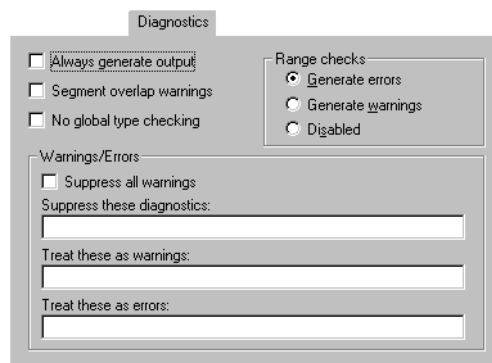 Diagnostics
Always generate output
Segment overlap warnings
No global type checking
Range checks
Generate errors
Generate warnings
Disabled
Warnings/Errors
Suppress all warnings
Suppress these diagnostics:
Treat these as warnings:
Treat these as errors: